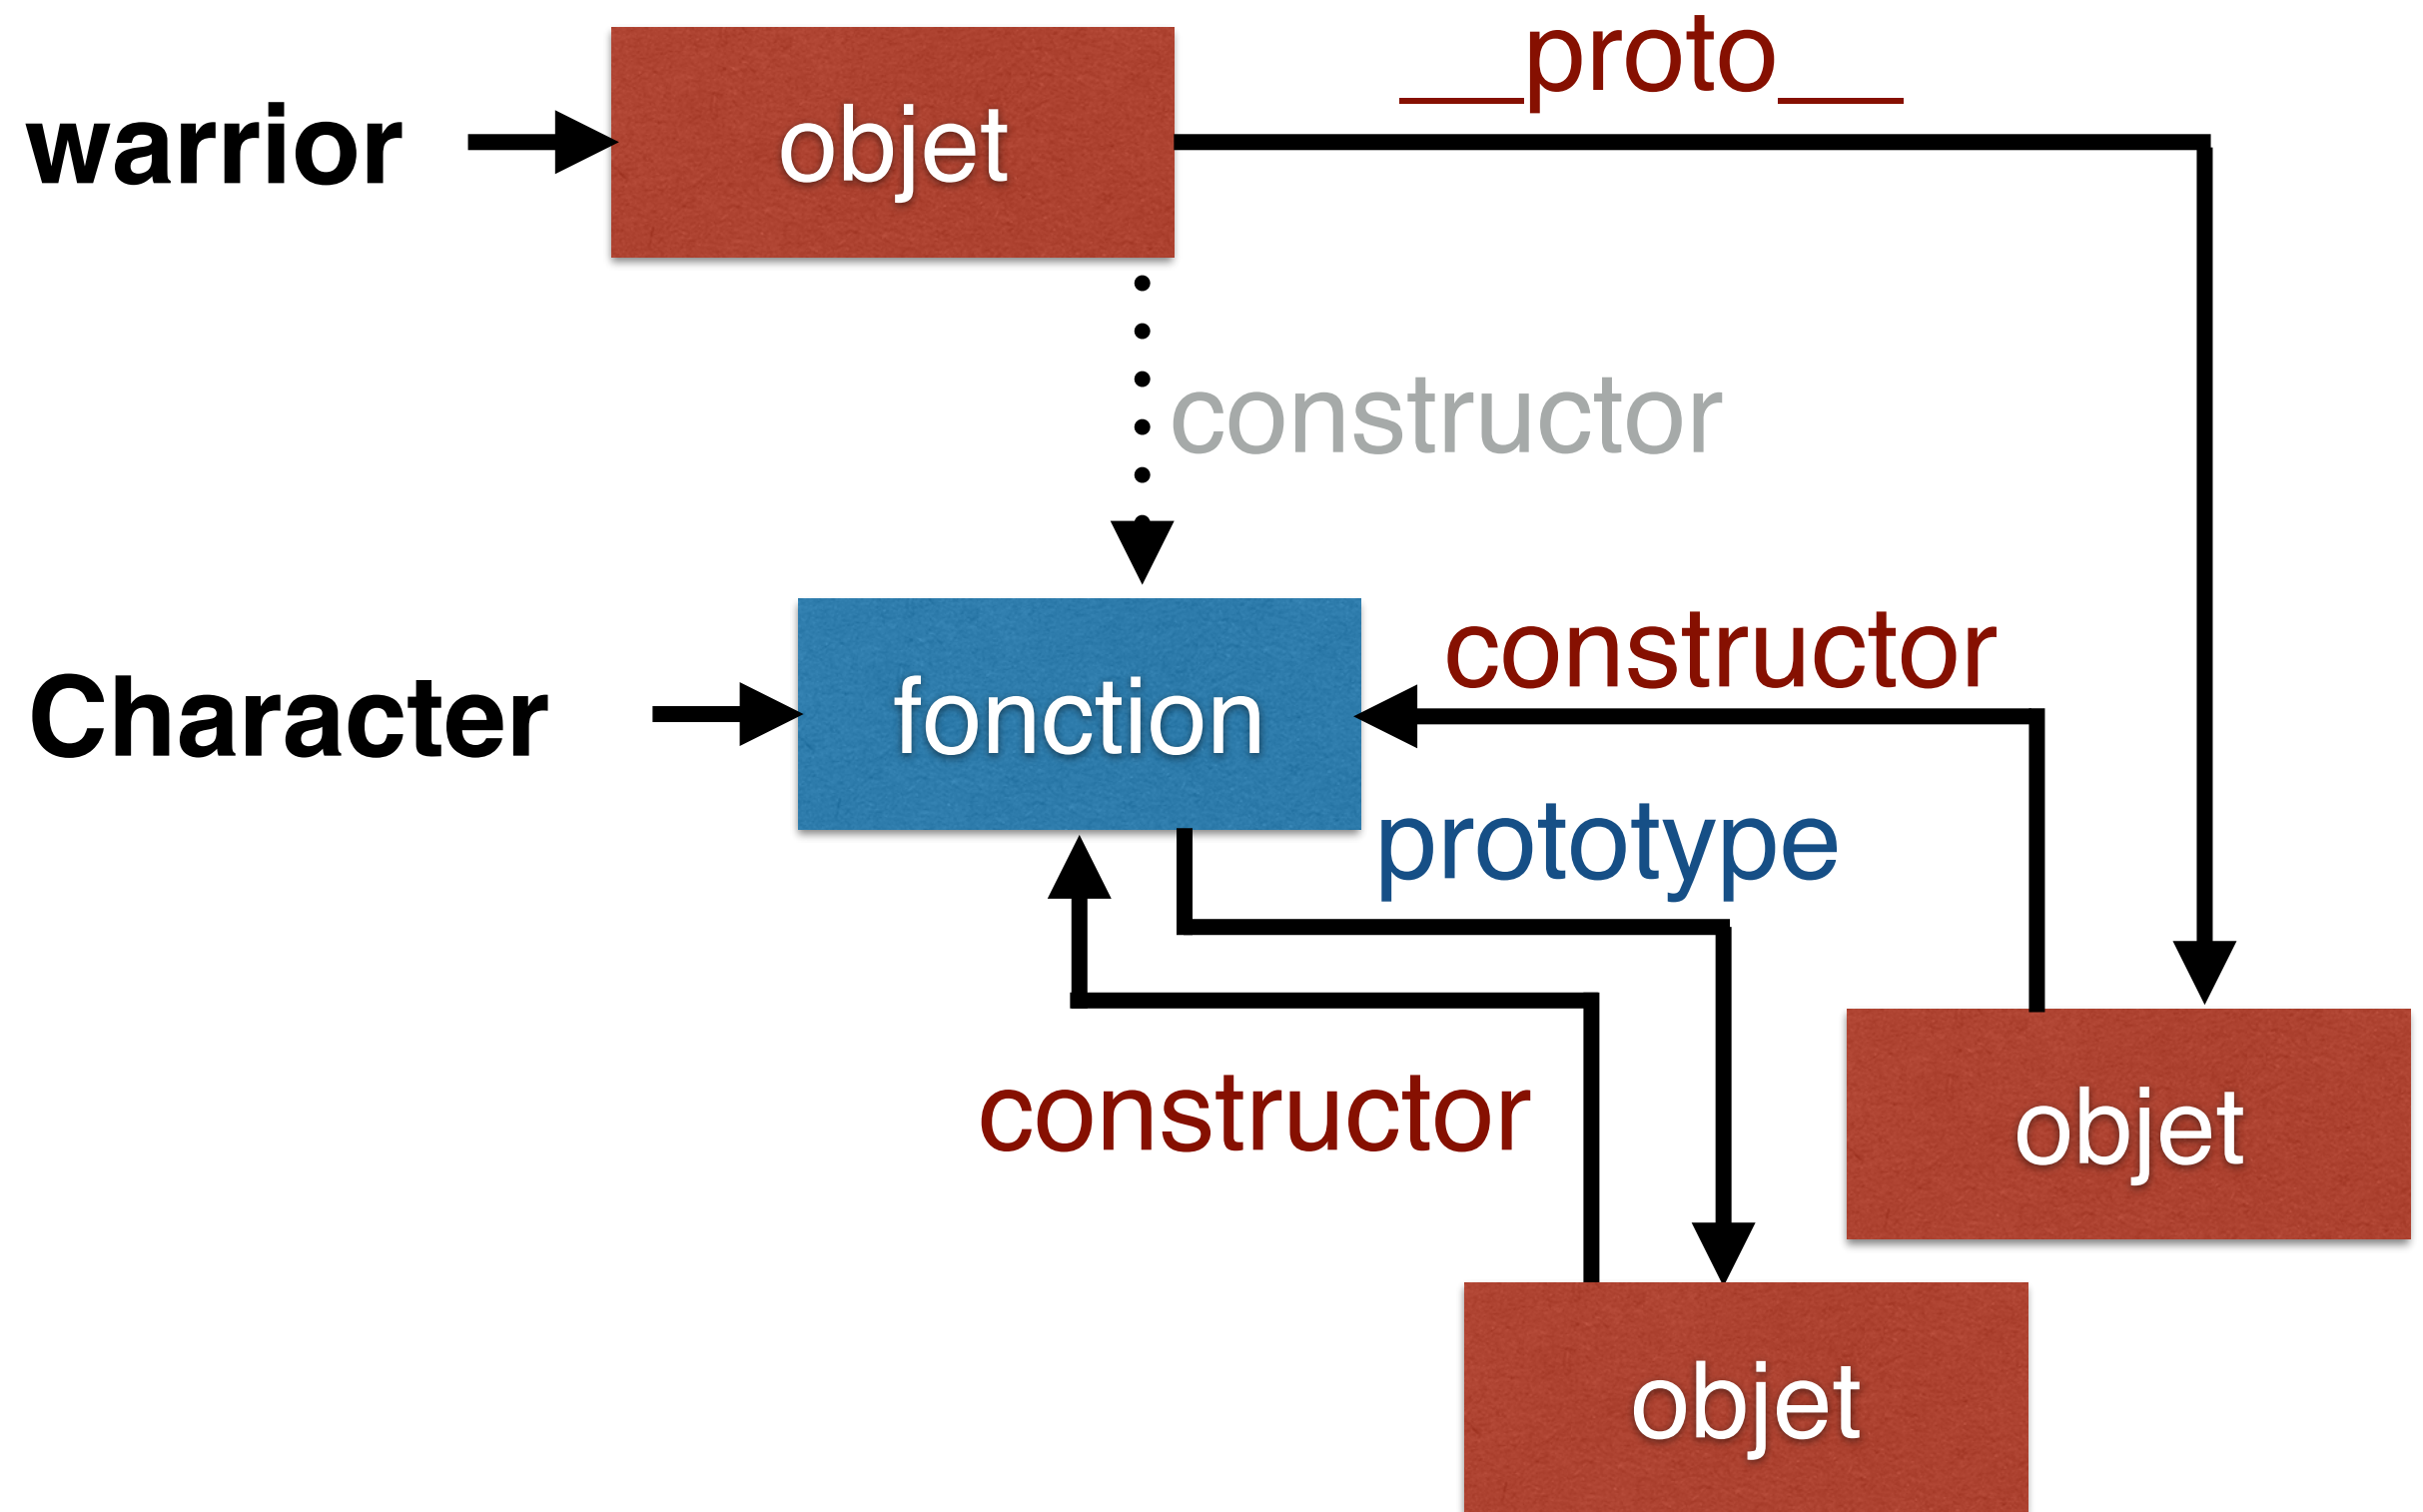 __proto__
warrior
objet
constructor
constructor
Character
fonction
prototype
constructor
objet
objet